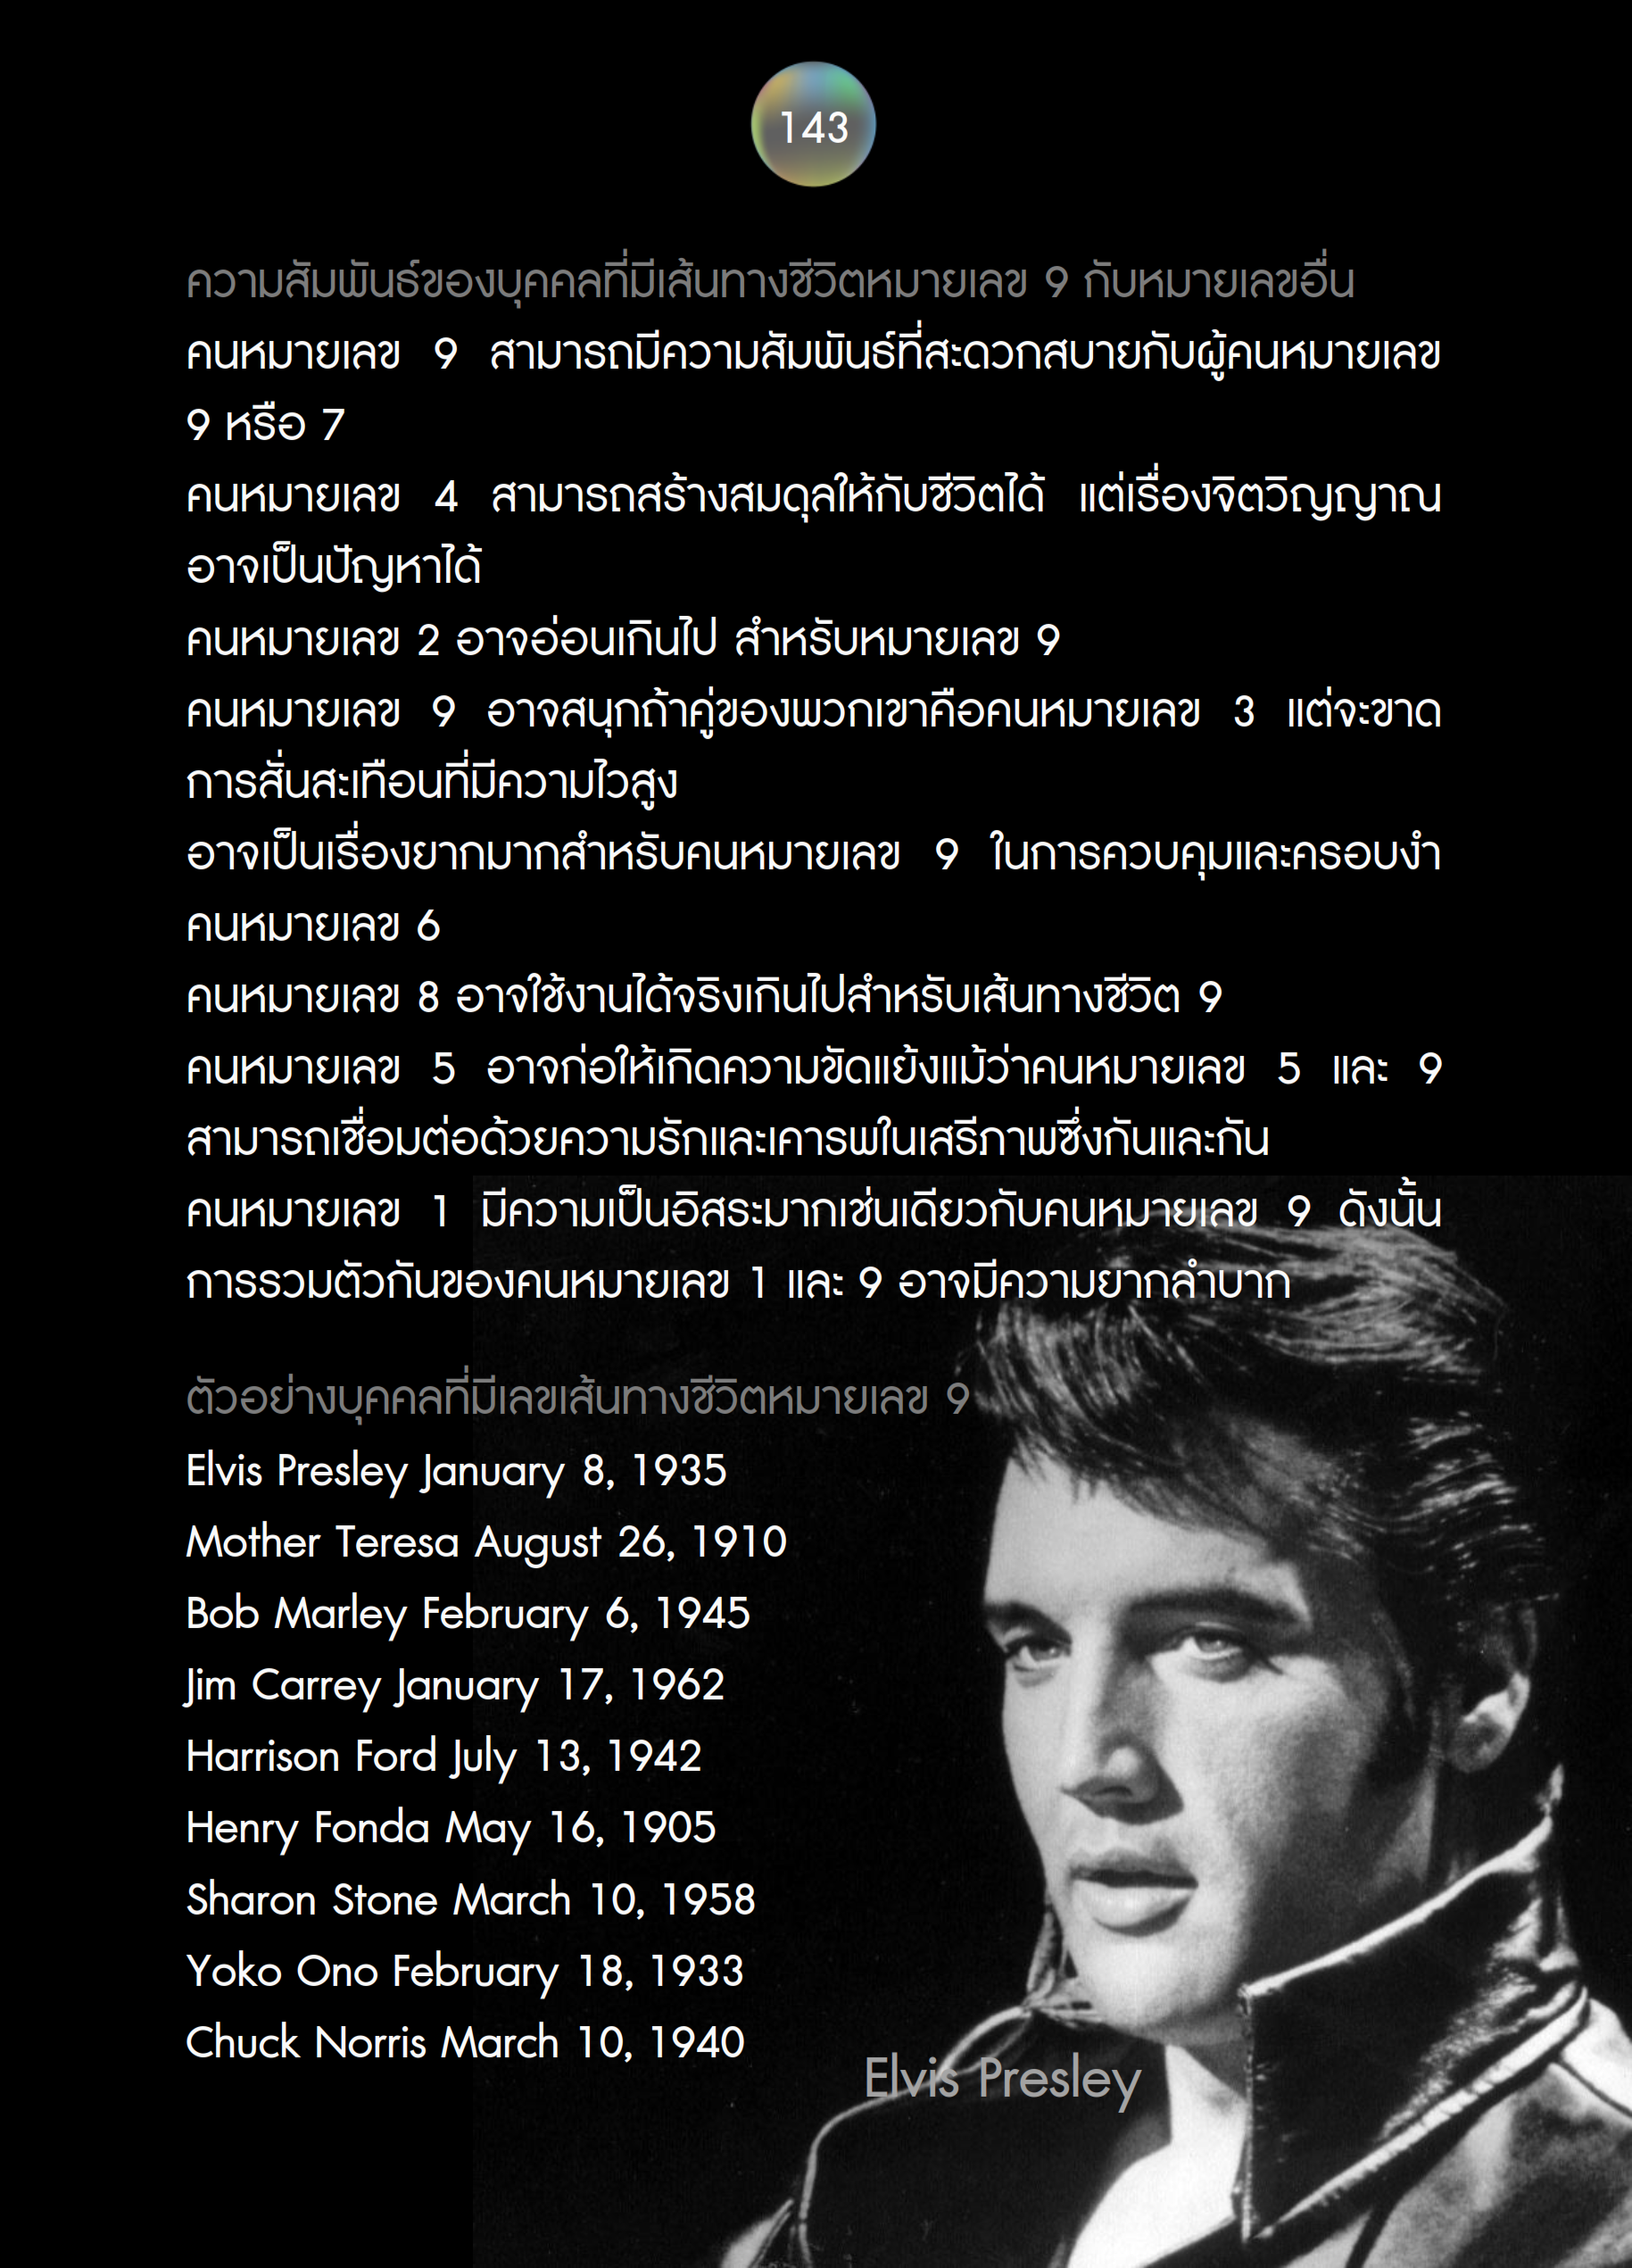 143
ความสัมพันธ์ของบุคคลที่มีเส้นทางชีวิตหมายเลข 9 กับหมายเลขอื่น
คนหมายเลข 9 สามารถมีความสัมพันธ์ที่สะดวกสบายกับผู้คนหมายเลข
9 หรือ 7
คนหมายเลข 4 สามารถสร้างสมดุลให้กับชีวิตได้ แต่เรื่องจิตวิญญาณ
อาจเป็นปัญหาได้
คนหมายเลข 2 อาจอ่อนเกินไป สำหรับหมายเลข 9
คนหมายเลข 9 อาจสนุกถ้าคู่ของพวกเขาคือคนหมายเลข 3 แต่จะขาด
การสั่นสะเทือนที่มีความไวสูง
อาจเป็นเรื่องยากมากสำหรับคนหมายเลข 9 ในการควบคุมและครอบงำ
คนหมายเลข 6
คนหมายเลข 8 อาจใช้งานได้จริงเกินไปสำหรับเส้นทางชีวิต 9
คนหมายเลข 5 อาจก่อให้เกิดความขัดแย้งแม้ว่าคนหมายเลข 5 และ 9
สามารถเชื่อมต่อด้วยความรักและเคารพในเสรีภาพซึ่งกันและกัน
คนหมายเลข 1 มีความเป็นอิสระมากเช่นเดียวกับคนหมายเลข 9 ดังนั้น
การรวมตัวกันของคนหมายเลข 1 และ 9 อาจมีความยากลำบาก
ตัวอย่างบุคคลที่มีเลขเส้นทางชีวิตหมายเลข 9
Elvis Presley January 8, 1935
Mother Teresa August 26, 1910
Bob Marley February 6, 1945
Jim Carrey January 17, 1962
Harrison Ford July 13, 1942
Henry Fonda May 16, 1905
Sharon Stone March 10, 1958
Yoko Ono February 18, 1933
Chuck Norris March 10, 1940
Elvis Presley